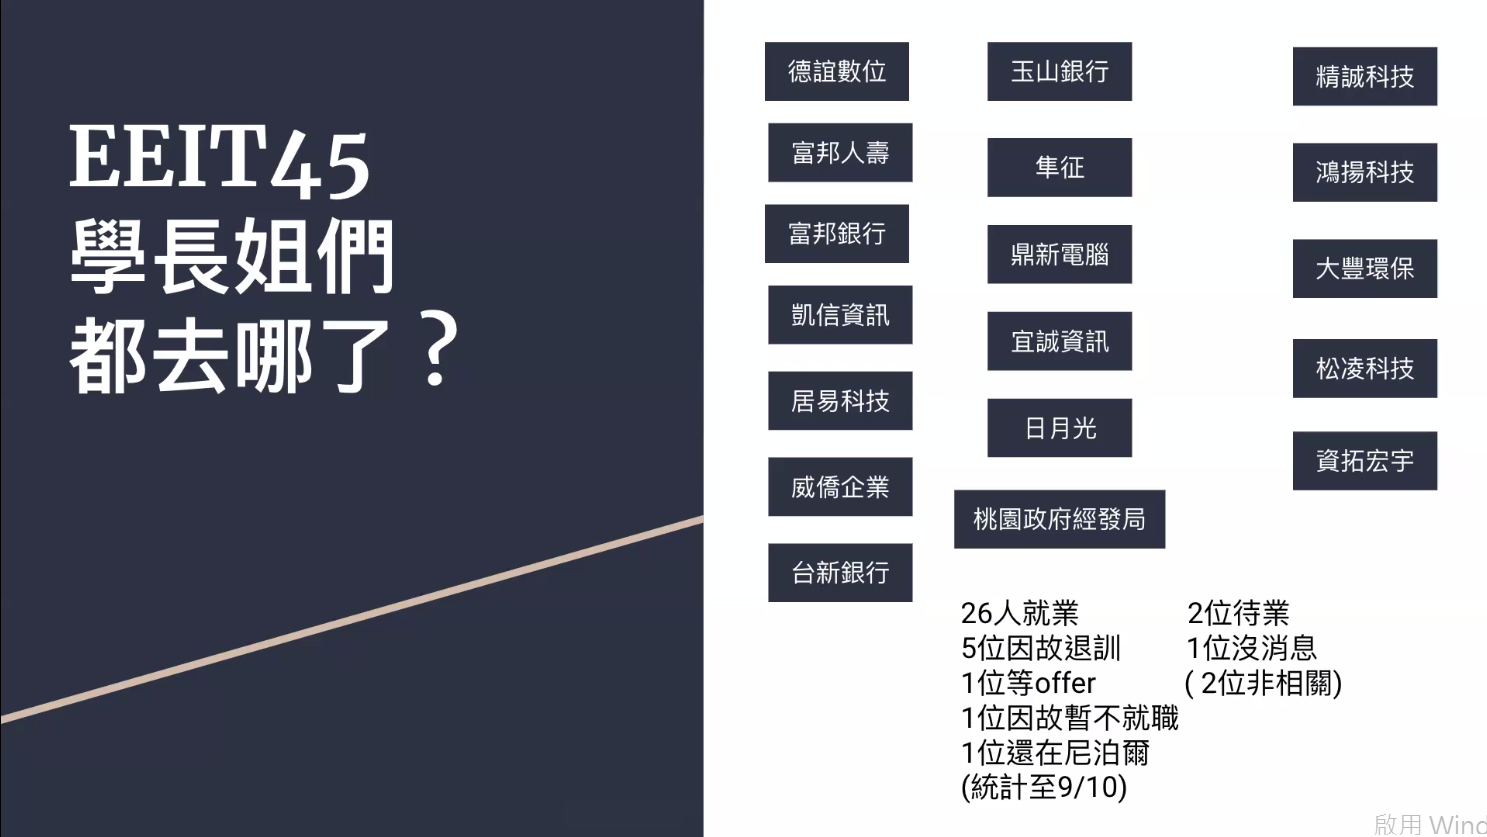 EEIT45
學長姐們
都去哪了？
德誼數位
富邦人壽
富邦銀行
凱信資訊
居易科技
威僑企業
台新銀行
玉山銀行
隼征
鼎新電腦
宜誠資訊
日月光
桃園政府經發局
精誠科技
鴻揚科技
大豐環保
松凌科技
資拓宏宇
26人就業
5位因故退訓
1位等offer
1位因故暫不就職
1位還在尼泊爾
(統計至9/10)
2位待業
1位沒消息
( 2位非相關)
啟用 Wind